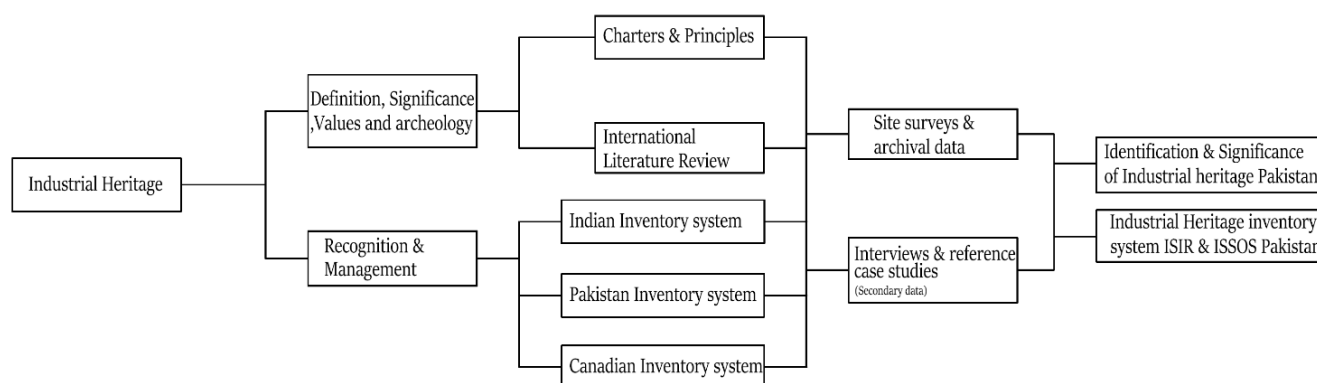 Industrial Heritage
Definition, Significance
,Values and archeology
Recognition &
Management
Charters & Principles
International
Literature Review
Indian Inventory system
Pakistan Inventory system
Canadian Inventory system
Site surveys &
archival data
Interviews & reference
case studies
(Secondary data)
Identification & Significance
of Industrial heritage Pakistan
Industrial Heritage inventory
system ISIR & ISSOS Pakistan